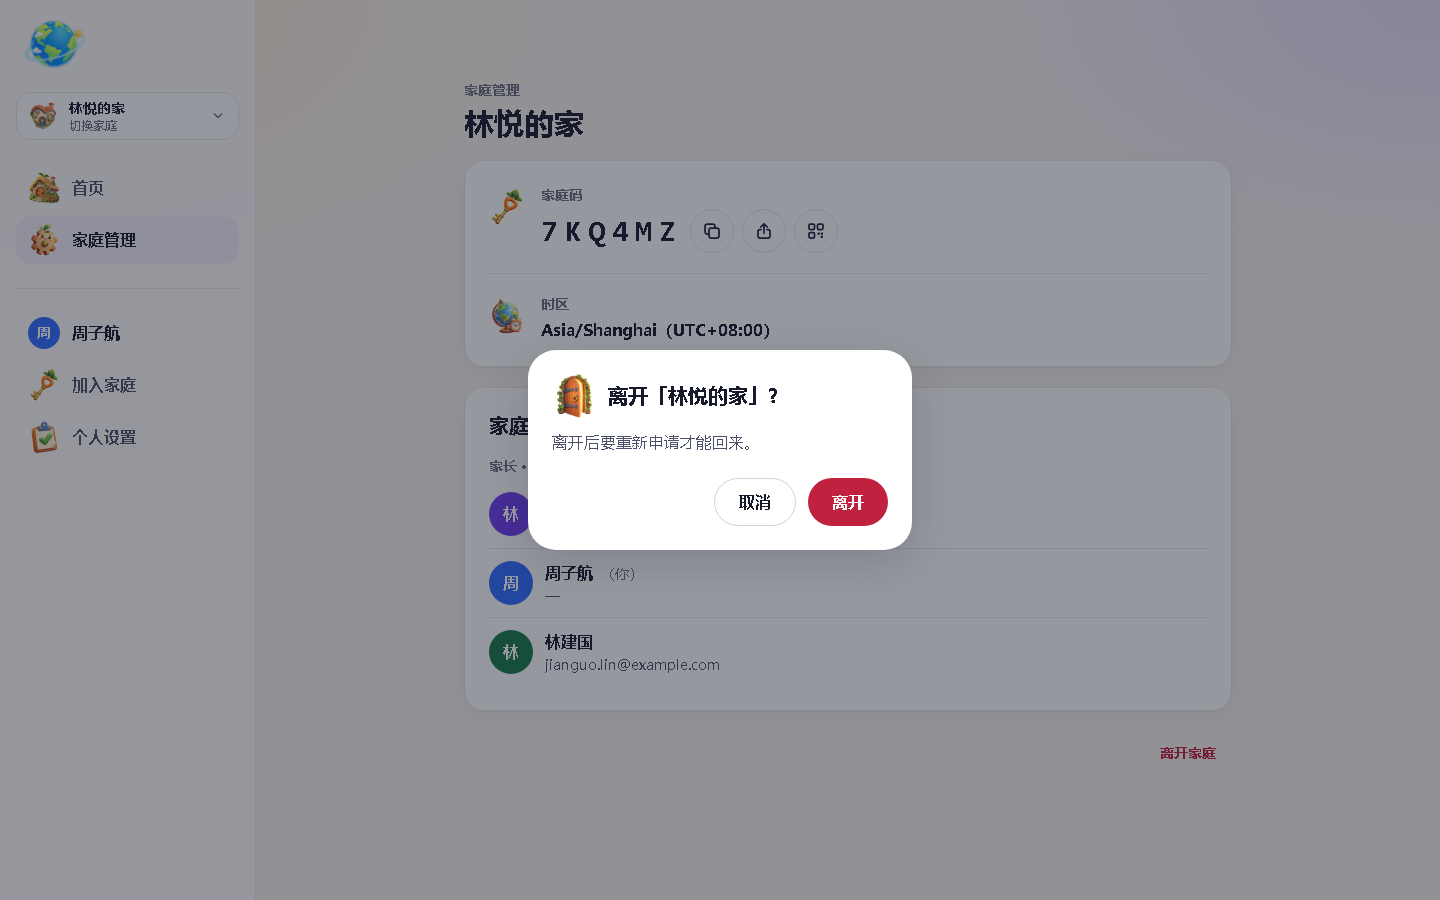 林悦的家
切换家庭
首页
家庭管理
周
周子航
加入家庭
个人设置
家庭管理
林悦的家
家庭码
7KQ4MZ
时区
Asia/Shanghai（UTC+08:00）
家庭
家长 •
林
离开「林悦的家」?
离开后要重新申请才能回来。
取消
离开
周
周子航 （你）
—
林
林建国
jianguo.lin@example.com
离开家庭